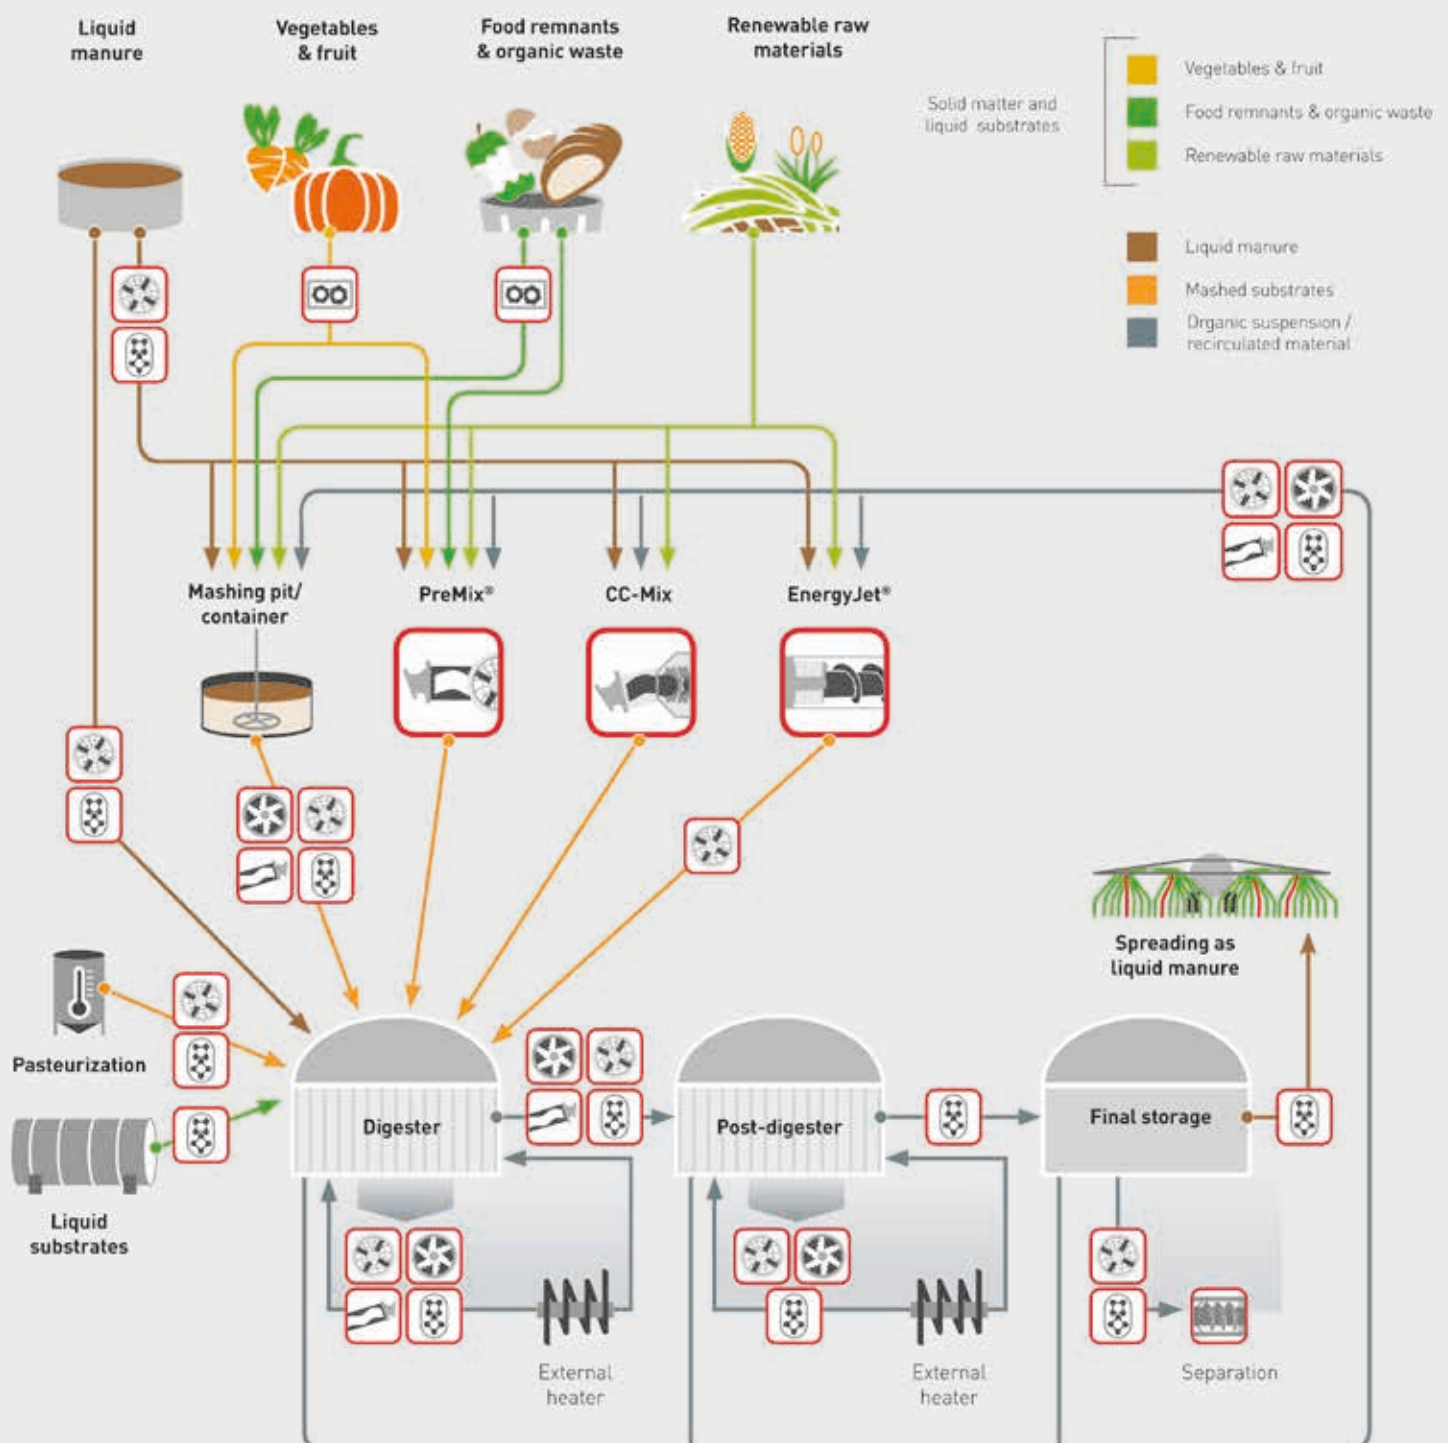 Liquid
manure
Vegetables
& fruit
Food remnants
& organic waste
Renewable raw
materials
Solid matter and
liquid substrates
Vegetables & fruit
Food remnants & organic waste
Renewable raw materials
Liquid manure
Mashed substrates
Organic suspension /
recirculated material
Mashing pit/
container
PreMix®
CC-Mix
EnergyJet®
Spreading as
liquid manure
Pasteurization
Liquid
substrates
Digester
Post-digester
Final storage
External
heater
External
heater
Separation